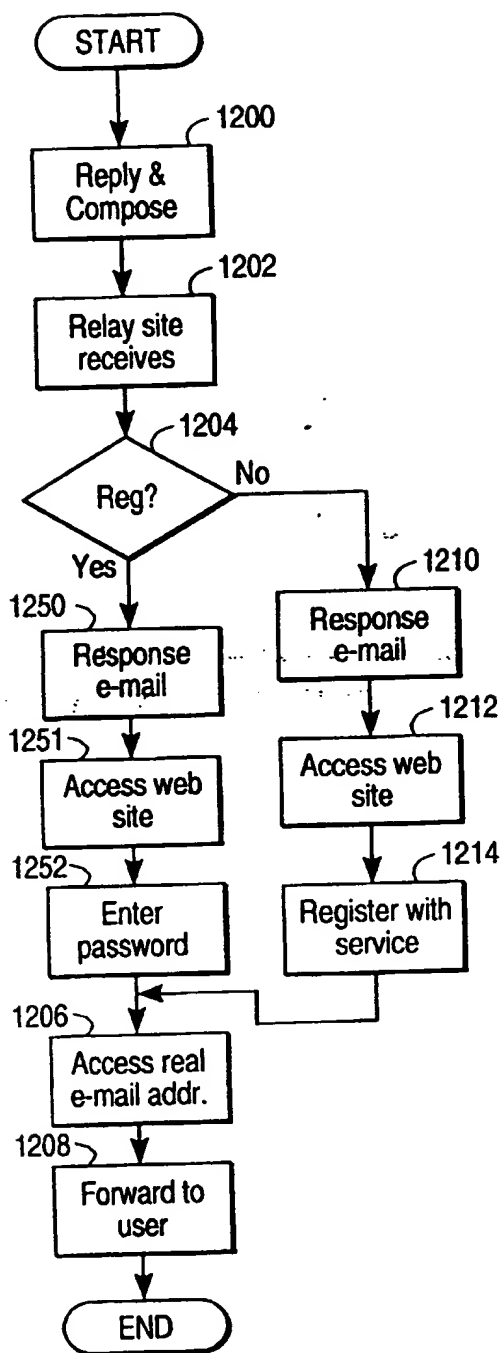 START
1200
Reply &
Compose
1202
Relay site
receives
1204
Reg?
No
Yes
1250
Response
e-mail
1251
Access web
site
1252
Enter
password
1210
Response
e-mail
1212
Access web
site
1214
Register with
service
1206
Access real
e-mail addr.
1208
Forward to
user
END